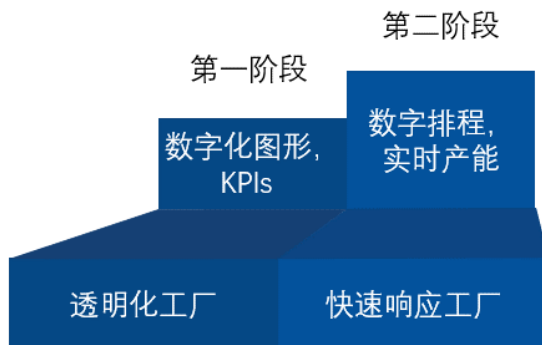 第一阶段
第二阶段
数字化图形,
KPIs
数字排程,
实时产能
透明化工厂
快速响应工厂